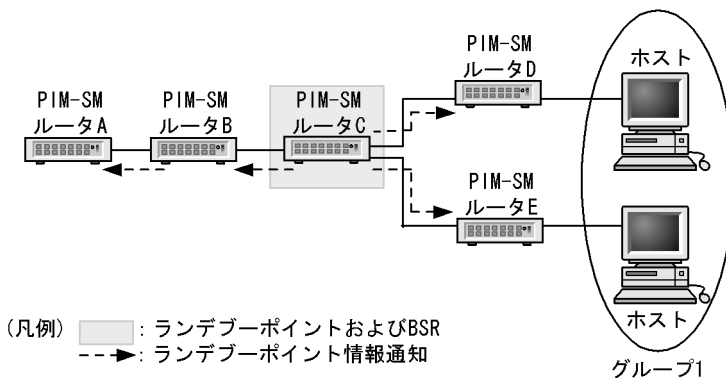 PIM-SM
ルータD
ホスト
PIM-SM
ルータA
PIM-SM
ルータB
PIM-SM
ルータC
PIM-SM
ルータE
ホスト
(凡例)
：ランデブーポイントおよびBSR
：ランデブーポイント情報通知
グループ1